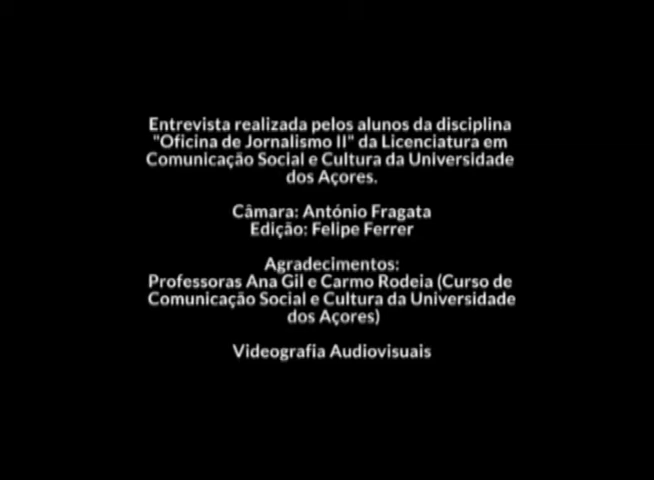 Entrevista realizada pelos alunos da disciplina
"Oficina de Jornalismo II" da Licenciatura em
Comunicação Social e Cultura da Universidade
dos Açores.
Câmara: António Fragata
Edição: Felipe Ferrer
Agradecimentos:
Professoras Ana Gil e Carmo Rodeia (Curso de
Comunicação Social e Cultura da Universidade
dos Açores)
Videografia Audiovisuais